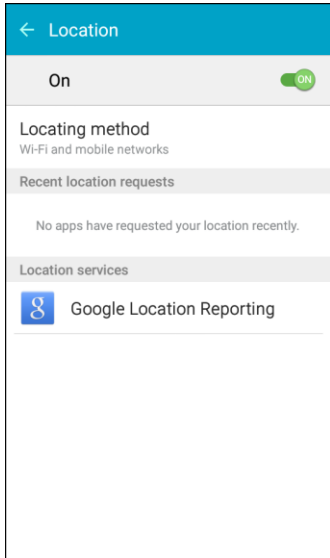 Location
On
ON
Locating method
Wi-Fi and mobile networks
Recent location requests
No apps have requested your location recently.
Location services
g
Google Location Reporting